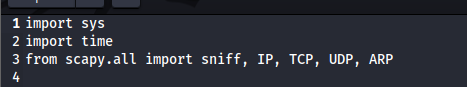 1 import sys
2 import time
3 from scapy.all import sniff, IP, TCP, UDP, ARP
4